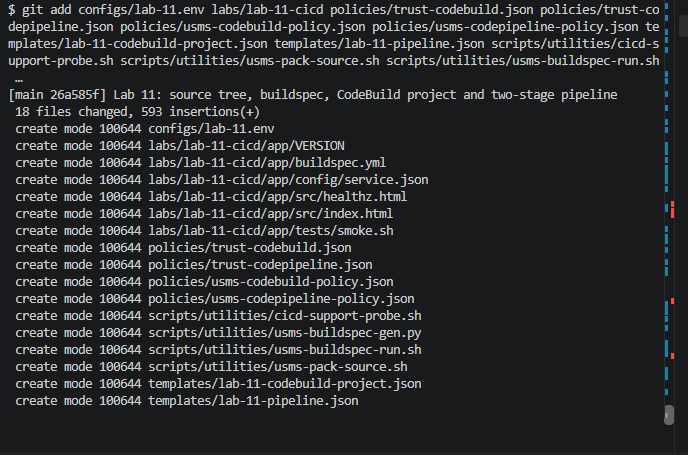 $ git add configs/lab-11.env labs/lab-11-cicd policies/trust-codebuild.json policies/trust-co
depipeline.json policies/usms-codebuild-policy.json policies/usms-codepipeline-policy.json te
mplates/lab-11-codebuild-project.json templates/lab-11-pipeline.json scripts/utilities/cicd-s
upport-probe.sh scripts/utilities/usms-pack-source.sh scripts/utilities/usms-buildspec-run.sh
…
[main 26a585f] Lab 11: source tree, buildspec, CodeBuild project and two-stage pipeline
18 files changed, 593 insertions(+)
create mode 100644 configs/lab-11.env
create mode 100644 labs/lab-11-cicd/app/VERSION
create mode 100644 labs/lab-11-cicd/app/buildspec.yml
create mode 100644 labs/lab-11-cicd/app/config/service.json
create mode 100644 labs/lab-11-cicd/app/src/healthz.html
create mode 100644 labs/lab-11-cicd/app/src/index.html
create mode 100644 labs/lab-11-cicd/app/tests/smoke.sh
create mode 100644 policies/trust-codebuild.json
create mode 100644 policies/trust-codepipeline.json
create mode 100644 policies/usms-codebuild-policy.json
create mode 100644 policies/usms-codepipeline-policy.json
create mode 100644 scripts/utilities/cicd-support-probe.sh
create mode 100644 scripts/utilities/usms-buildspec-gen.py
create mode 100644 scripts/utilities/usms-buildspec-run.sh
create mode 100644 scripts/utilities/usms-pack-source.sh
create mode 100644 templates/lab-11-codebuild-project.json
create mode 100644 templates/lab-11-pipeline.json